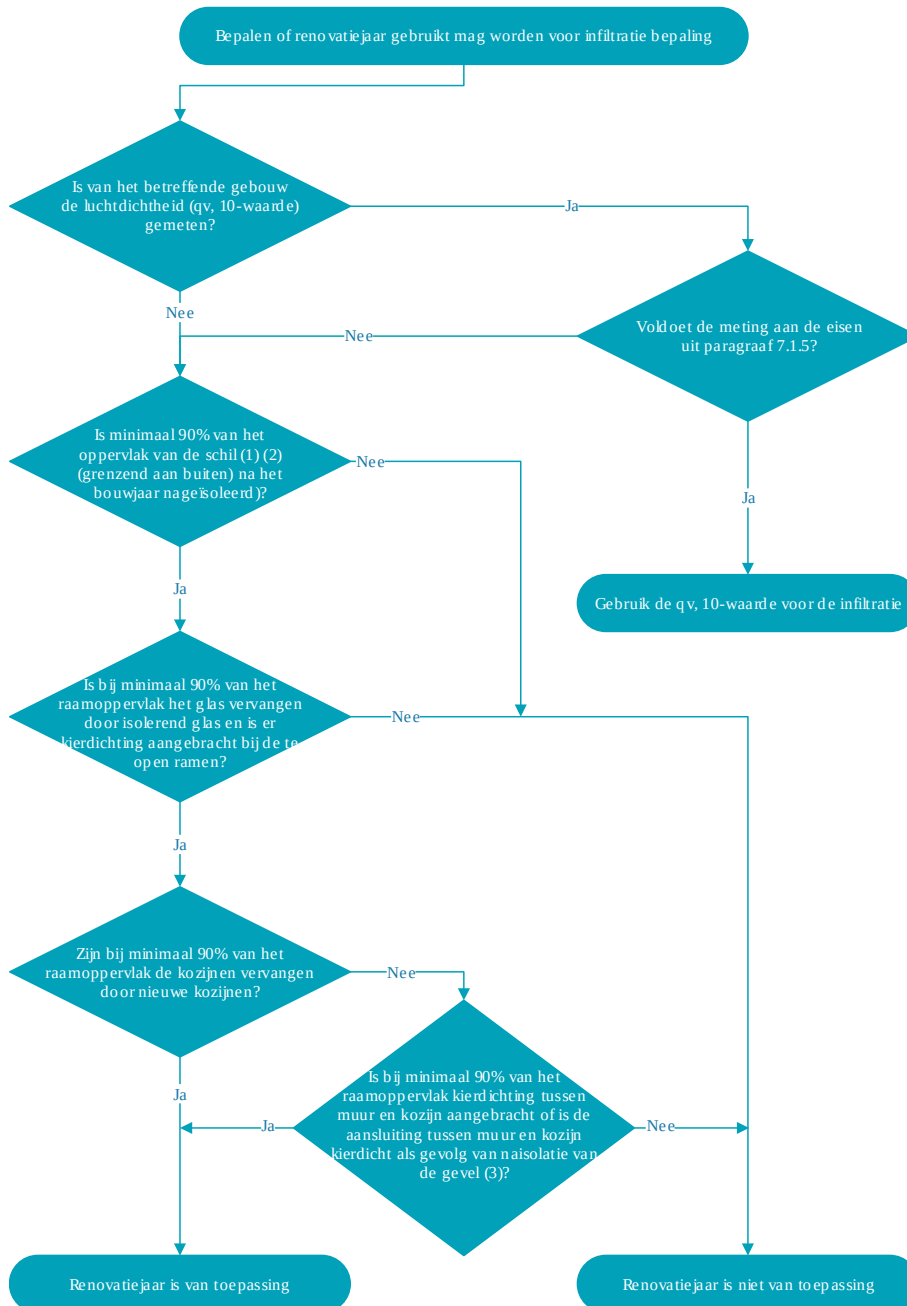 Bepalen of renovatiejaar gebruikt mag worden voor infiltratie bepaling
Is van het betreffende gebouw
de luchtdichtheid (qv, 10-waarde)
gemeten?
Ja
Nee
Voldoet de meting aan de eisen
uit paragraaf 7.1.5?
Nee
Is minimaal 90% van het
oppervlak van de schil (1) (2)
(grenzend aan buiten) na het
bouwjaar nageïsoleerd)?
Nee
Ja
Ja
Gebruik de qv, 10-waarde voor de infiltratie
Is bij minimaal 90% van het
raamoppervlak het glas vervangen
door isolerend glas en is er
kierdichting aangebracht bij de te
open ramen?
Nee
Ja
Zijn bij minimaal 90% van het
raamoppervlak de kozijnen vervangen
door nieuwe kozijnen?
Nee
Ja
Is bij minimaal 90% van het
raamoppervlak kierdichting tussen
muur en kozijn aangebracht of is de
aansluiting tussen muur en kozijn
kierdicht als gevolg van naisolatie van
de gevel (3)?
Ja
Nee
Renovatiejaar is van toepassing
Renovatiejaar is niet van toepassing